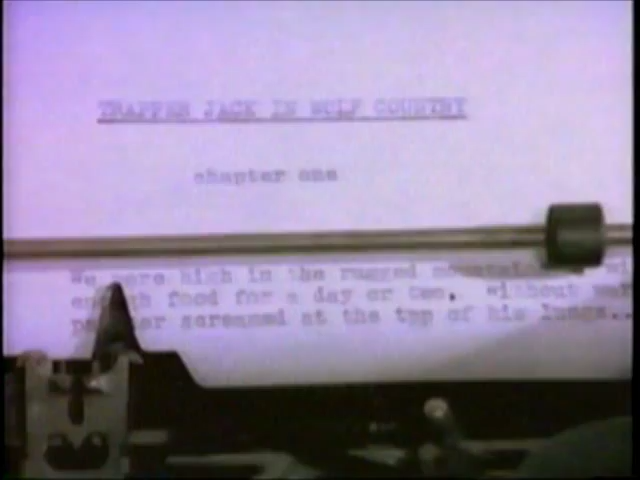 TRAPPER JACK IN WOLF COUNTRY
chapter one
We were high in the rugged
enough food for a day or two. Without
screamed at the top of his lungs..